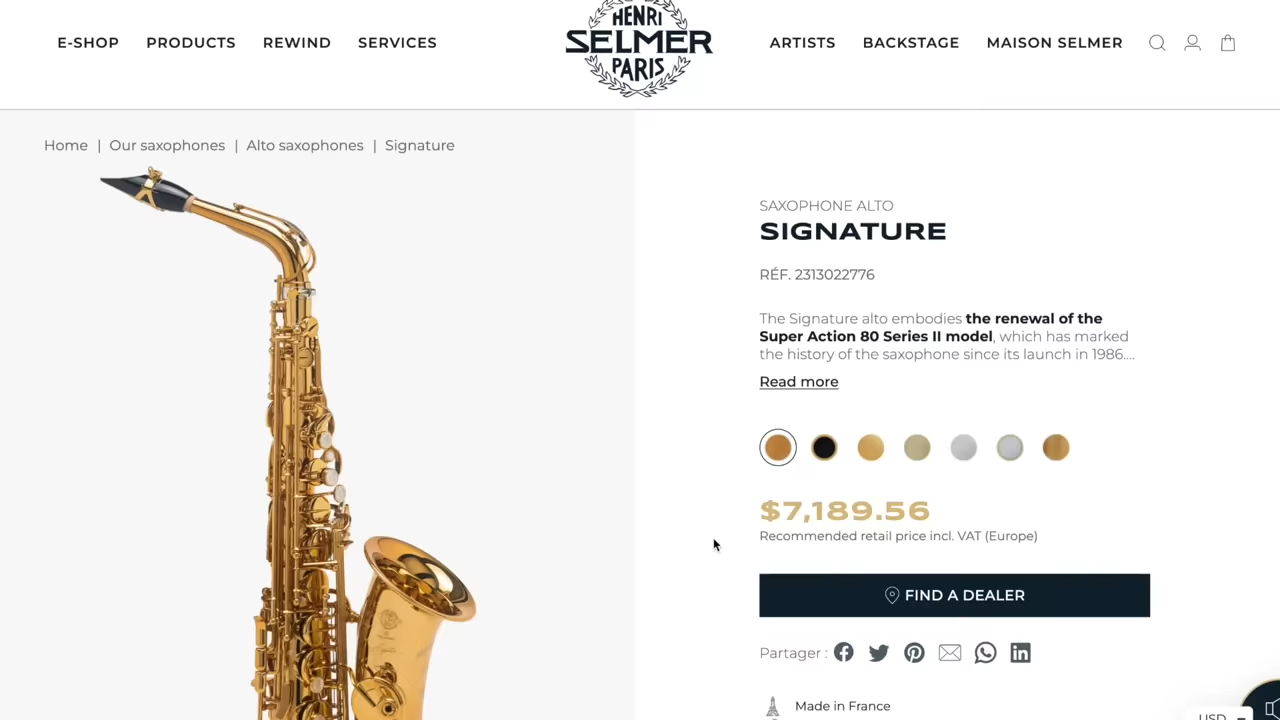 E-SHOP
PRODUCTS
REWIND
SERVICES
HENRI
SELMER
PARIS
ARTISTS
BACKSTAGE
MAISON SELMER
Home | Our saxophones | Alto saxophones | Signature
SAXOPHONE ALTO
SIGNATURE
RÉF. 2313022776
The Signature alto embodies the renewal of the
Super Action 80 Series II model, which has marked
the history of the saxophone since its launch in 1986....
Read more
$7,189.56
Recommended retail price incl. VAT (Europe)
FIND A DEALER
Partager :
Made in France
USD